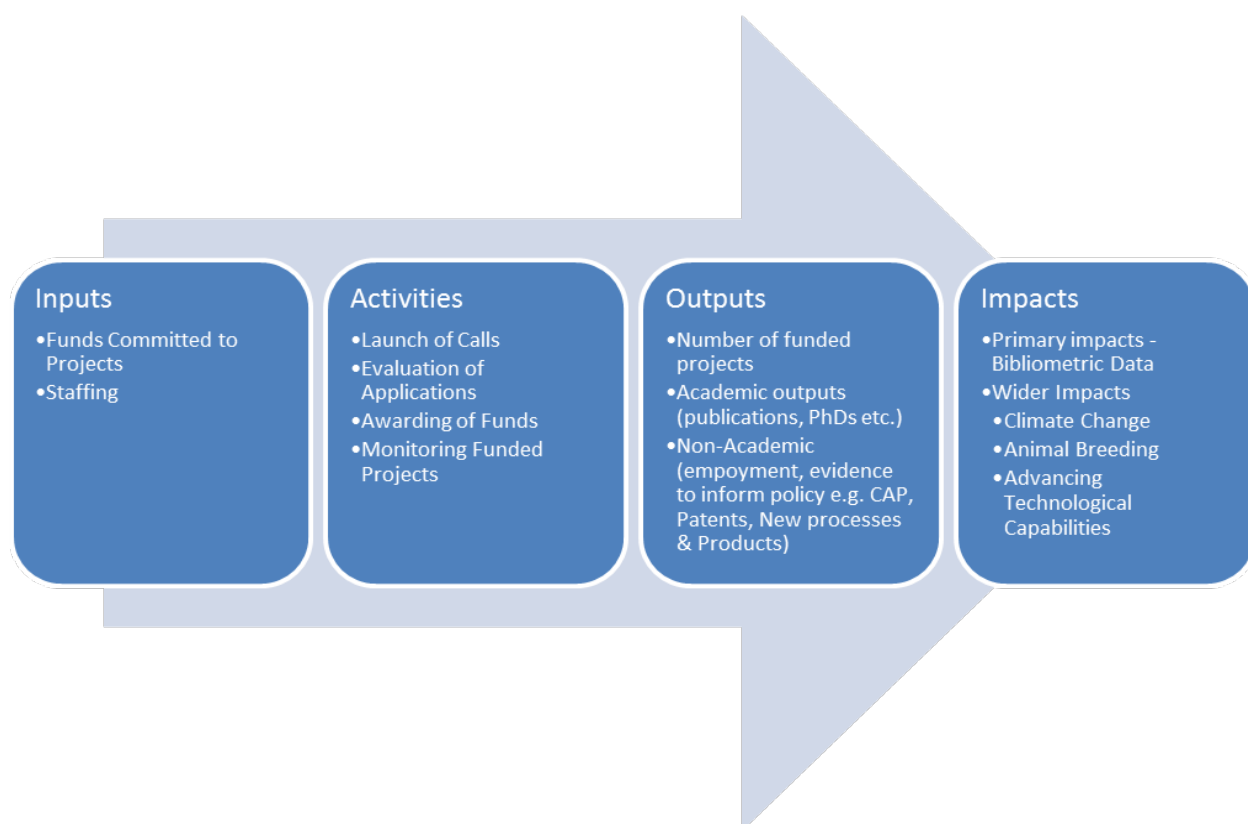 Inputs
•Funds Committed to
Projects
•Staffing
Activities
•Launch of Calls
•Evaluation of
Applications
•Awarding of Funds
•Monitoring Funded
Projects
Outputs
•Number of funded
projects
•Academic outputs
(publications, PhDs etc.)
•Non-Academic
(empoyment, evidence
to inform policy e.g. CAP,
Patents, New processes
& Products)
Impacts
•Primary impacts -
Bibliometric Data
•Wider Impacts
•Climate Change
•Animal Breeding
•Advancing
Technological
Capabilities